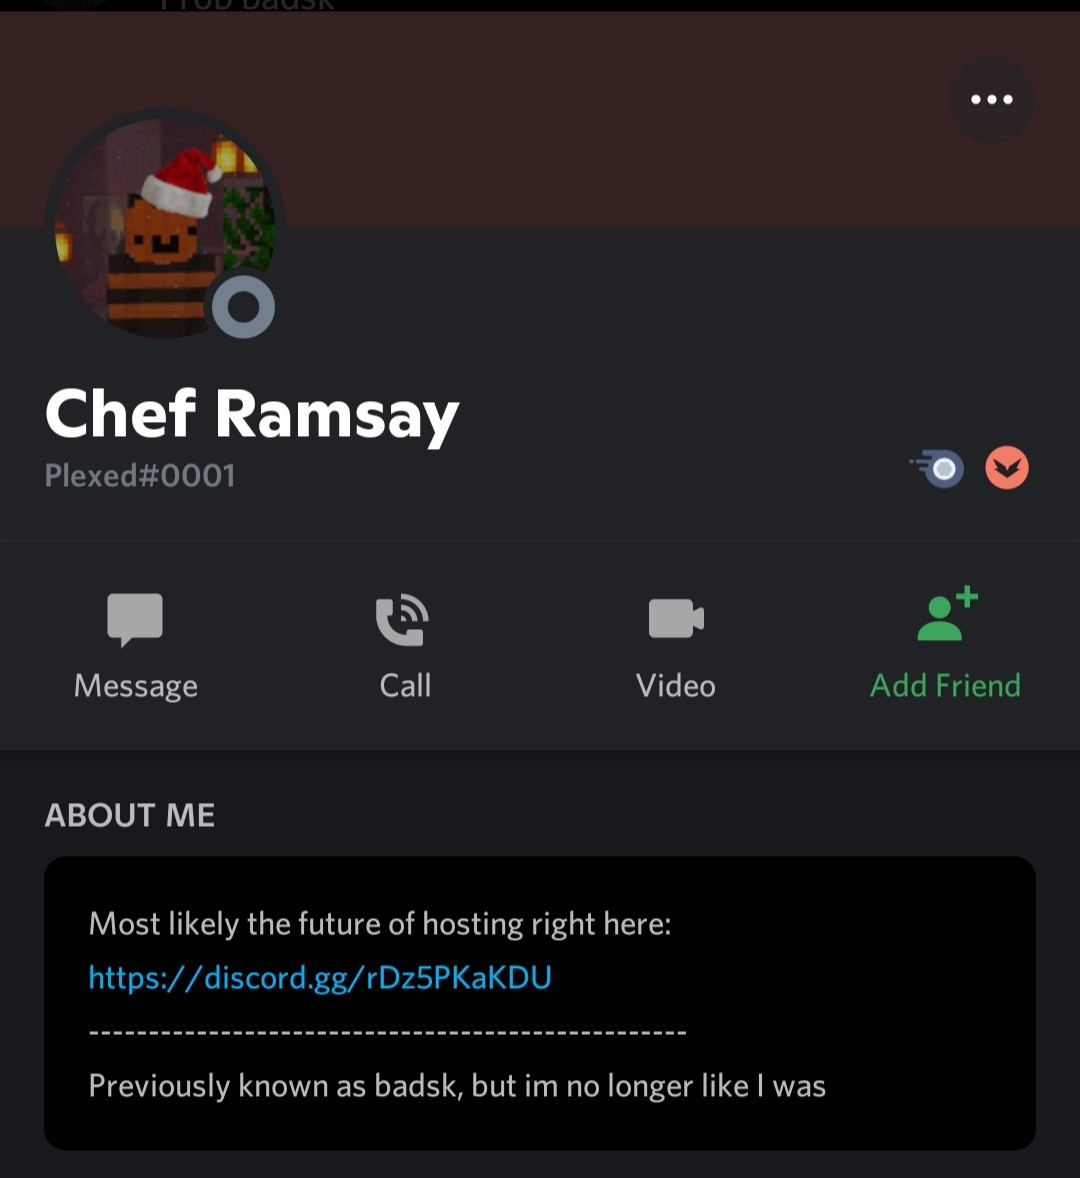 Chef Ramsay
Plexed#0001
Message
Call
Video
Add Friend
ABOUT ME
Most likely the future of hosting right here:
https://discord.gg/rDz5PKaKDU
--------------------------------------------------
Previously known as badsk, but im no longer like I was